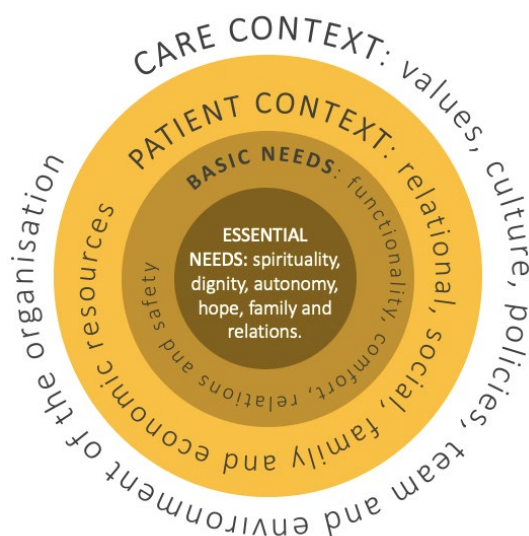 CARE CONTEXT: values, culture, policies, team and environment of the organisation
PATIENT CONTEXT: relational, social, family and economic resources
BASIC NEEDS: functionality, comfort, relations and safety
ESSENTIAL
NEEDS: spirituality,
dignity, autonomy,
hope, family and
relations.